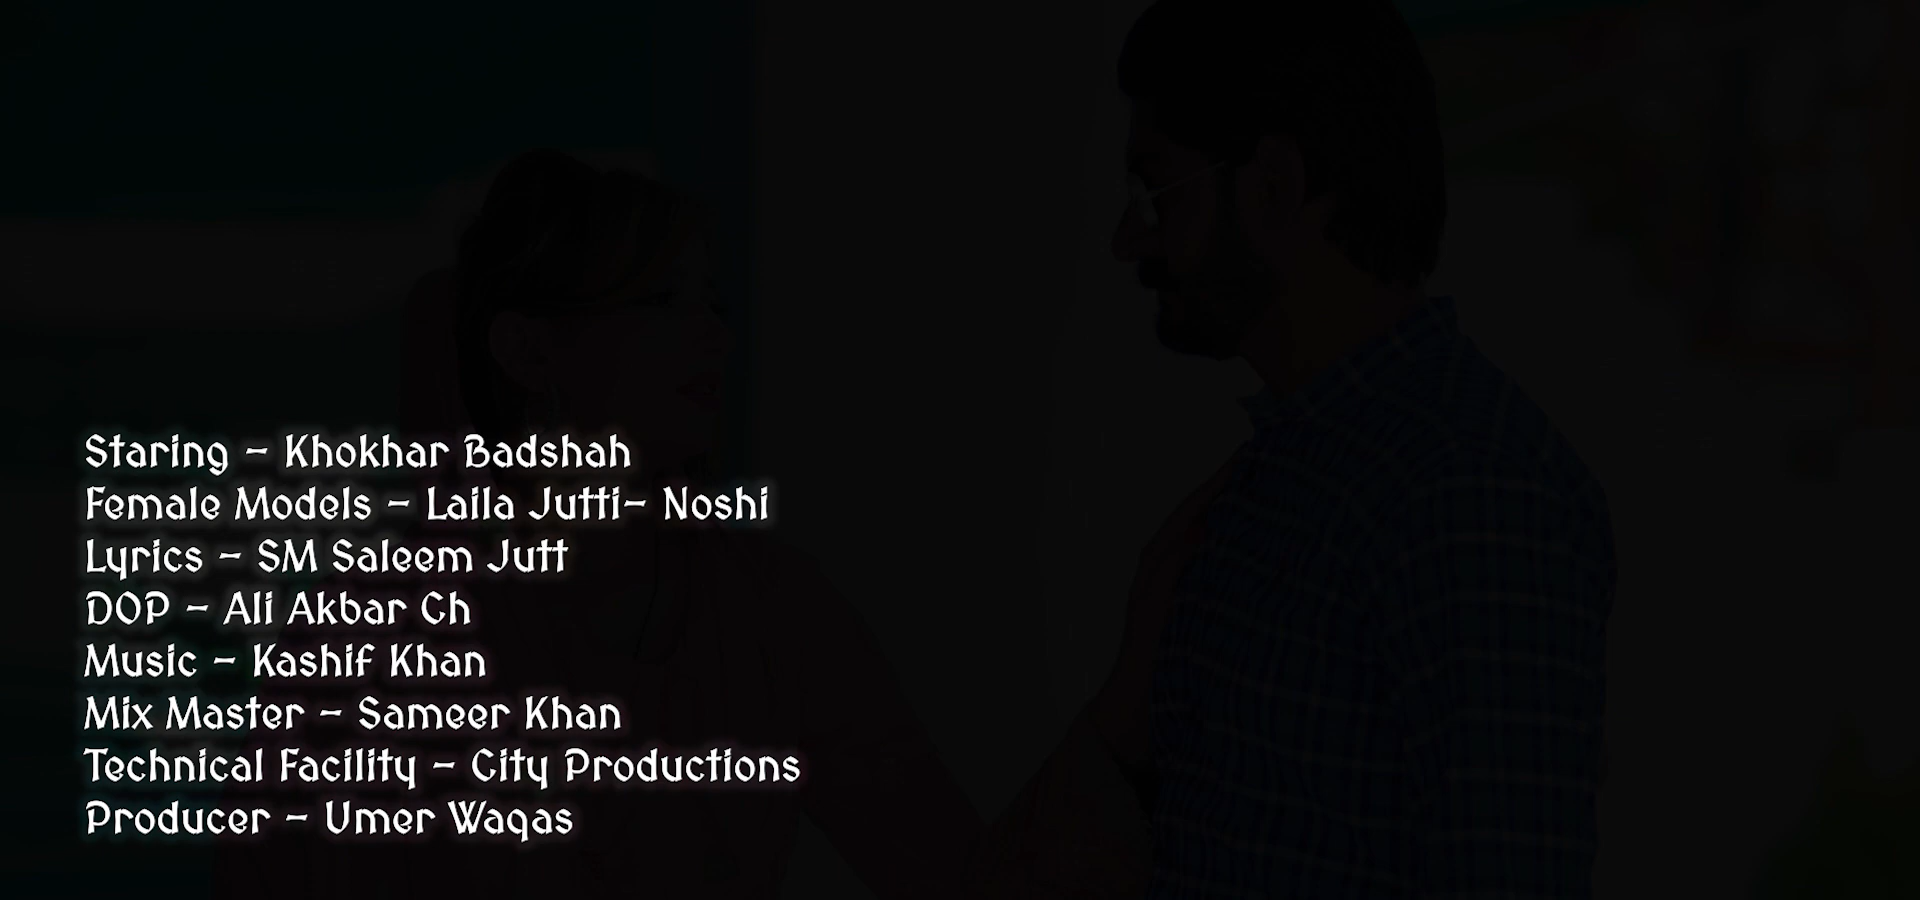 Staring - Khokhar Badshah
Female Models - Laila Jutti- Noshi
Lyrics - SM Saleem Jutt
DOP - Ali Akbar Ch
Music - Kashif Khan
Mix Master - Sameer Khan
Technical Facility - City Productions
Producer - Umer Waqas